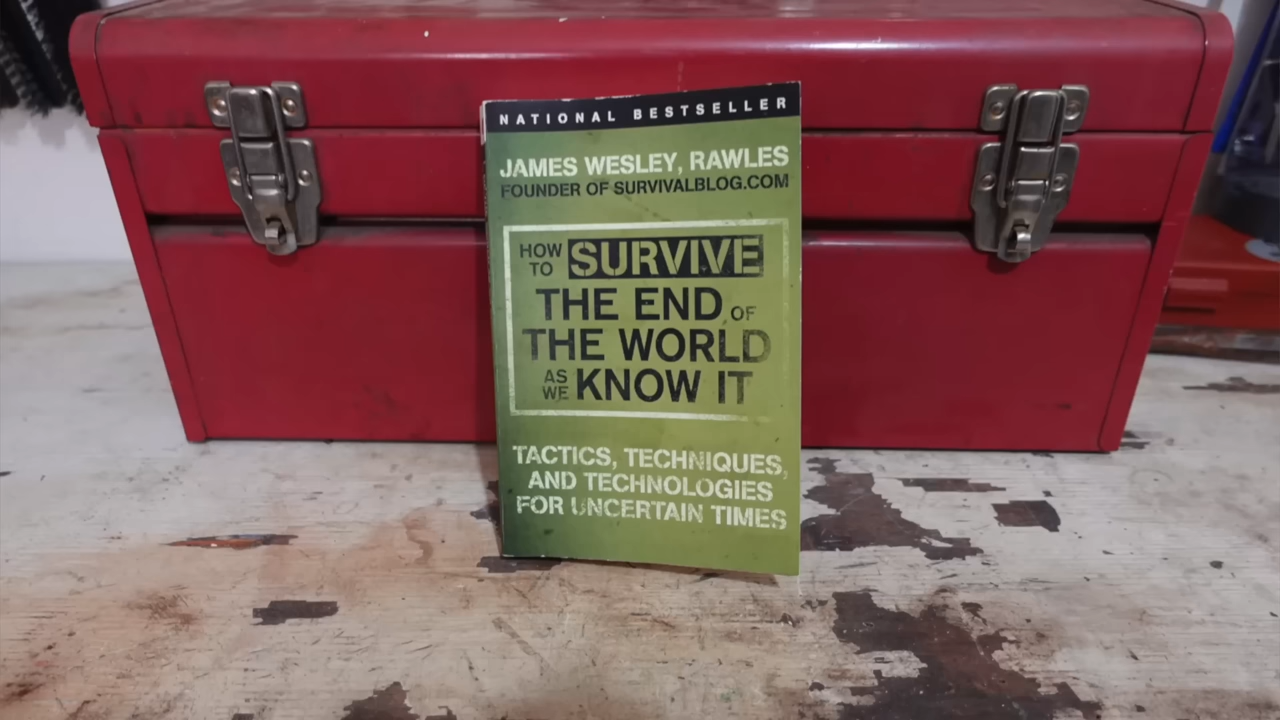 NATIONAL BESTSELLER
JAMES WESLEY, RAWLES
FOUNDER OF SURVIVALBLOG.COM
HOW TO SURVIVE
THE END OF
THE WORLD
AS WE KNOW IT
TACTICS, TECHNIQUES,
AND TECHNOLOGIES
FOR UNCERTAIN TIMES